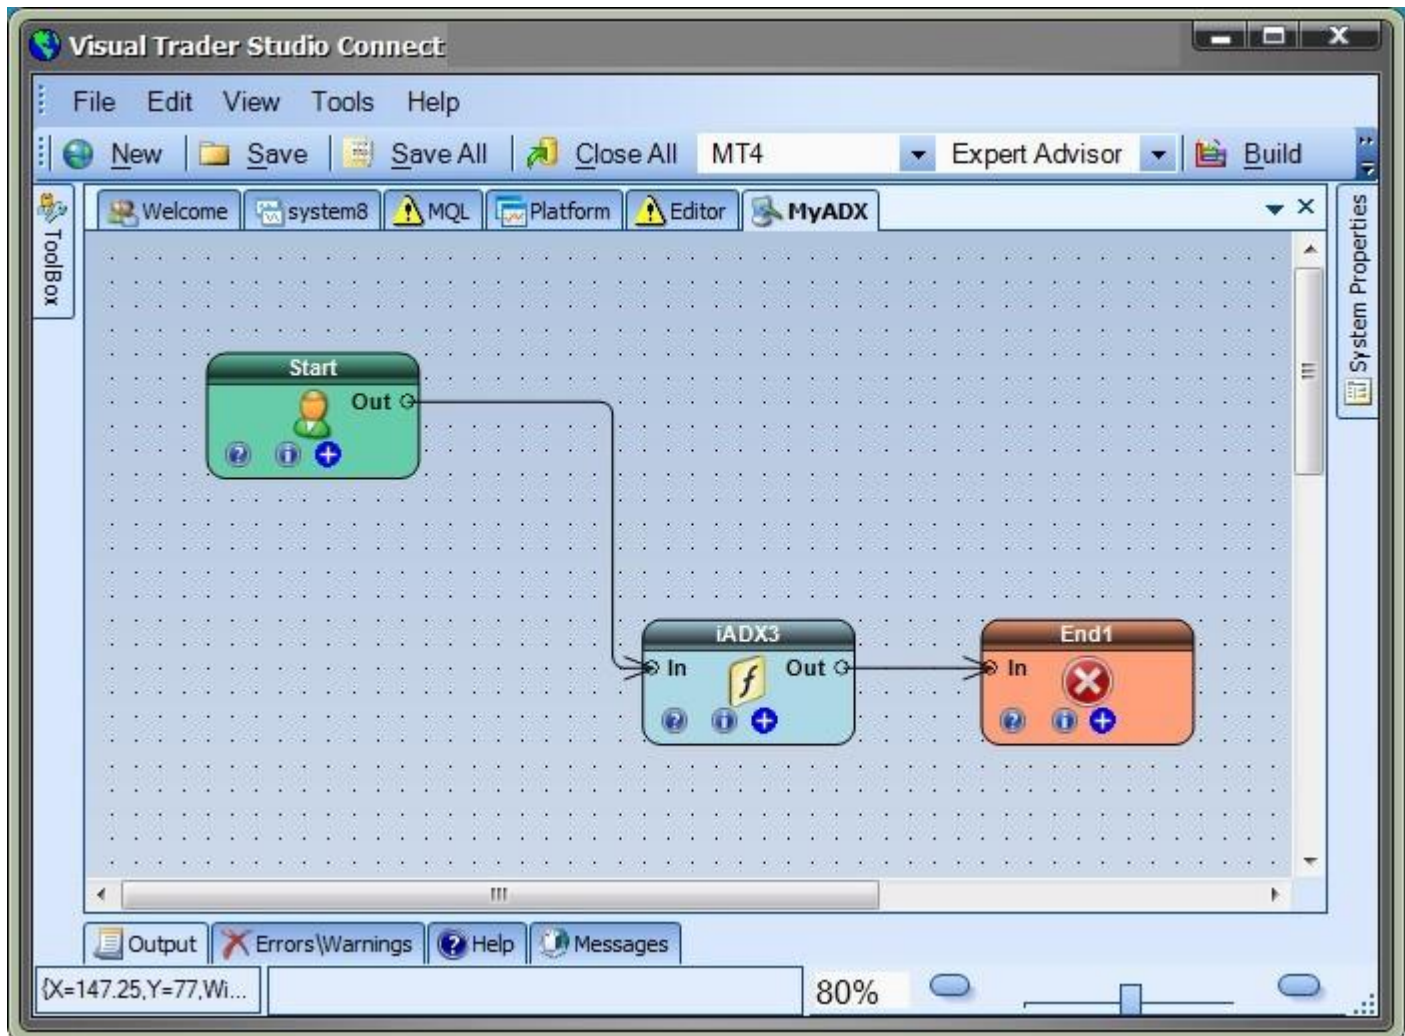 Visual Trader Studio Connect
File Edit View Tools Help
New Save Save All Close All MT4 Expert Advisor Build
ToolBox
Welcome system8 MQL Platform Editor MyADX
System Properties
Start
Out
iADX3
In Out
End1
In
Output Errors\Warnings Help Messages
{X=147.25,Y=77,Wi... 80%